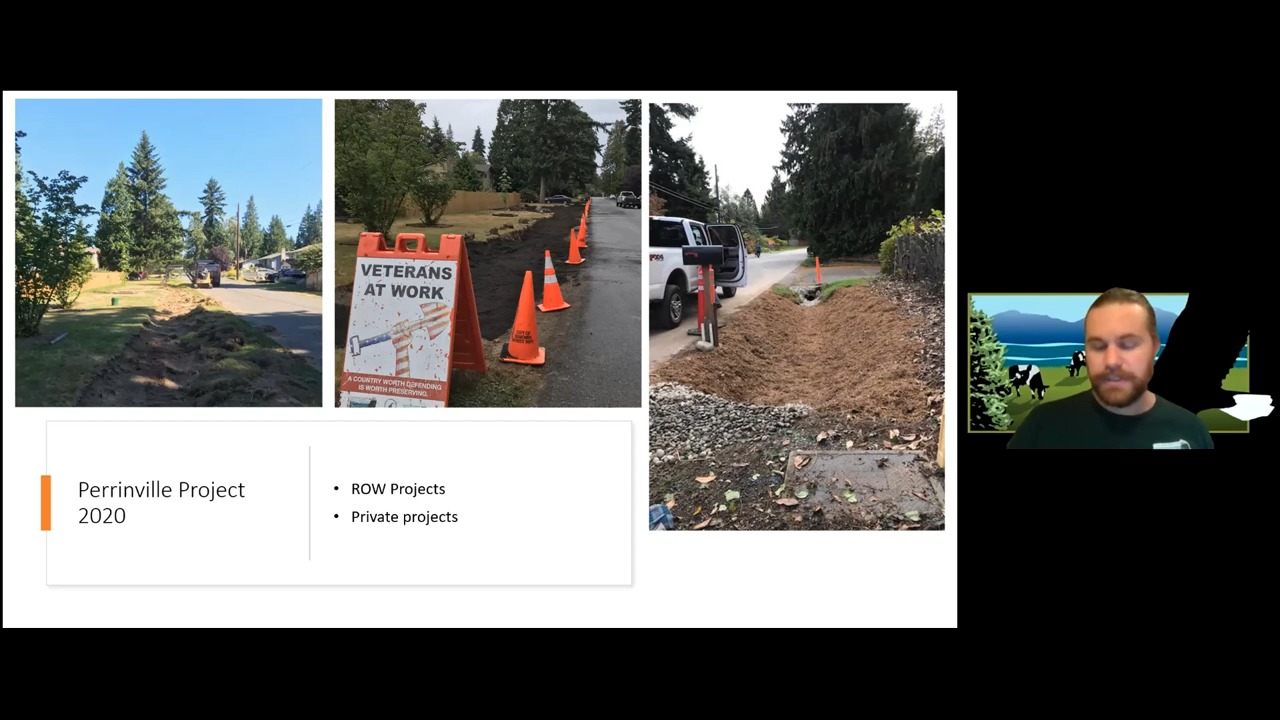 VETERANS
AT WORK
A COUNTRY WORTH DEFENDING
IS WORTH PRESERVING.
Perrinville Project
2020
• ROW Projects
• Private projects